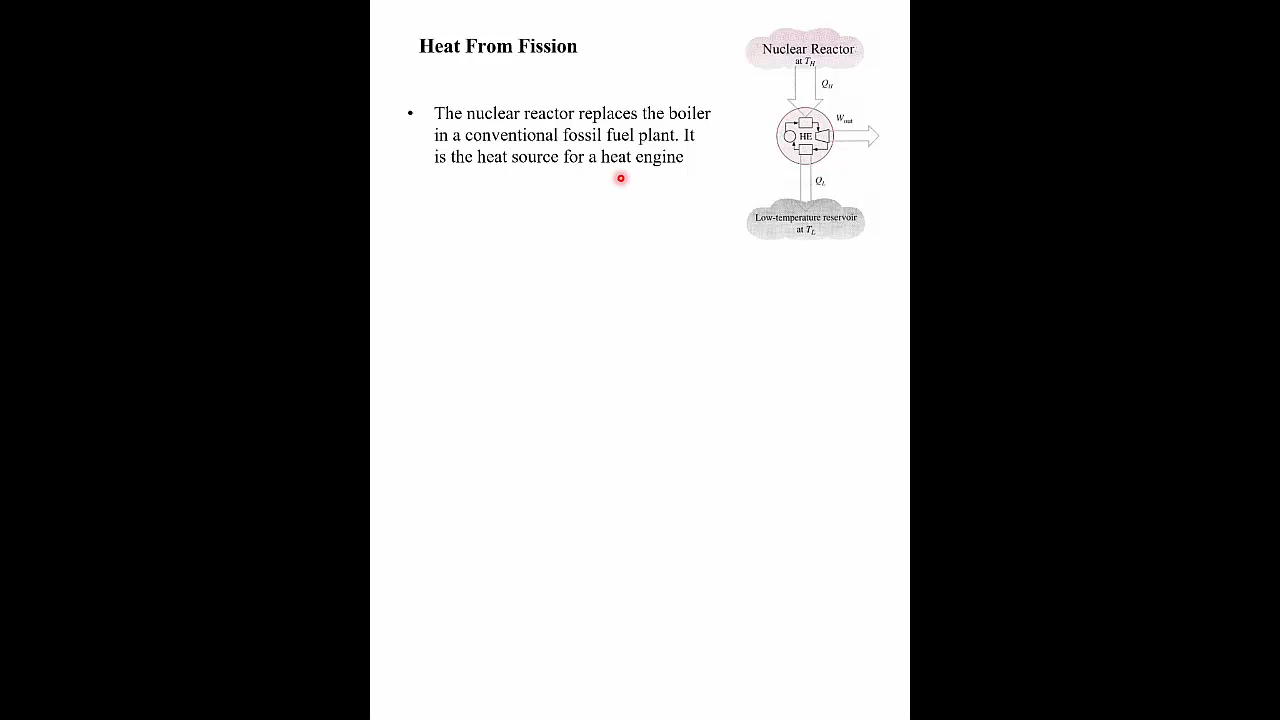 Heat From Fission
• The nuclear reactor replaces the boiler
in a conventional fossil fuel plant. It
is the heat source for a heat engine
Nuclear Reactor
at T_H
Q_H
W_out
HE
Q_L
Low-temperature reservoir
at T_L